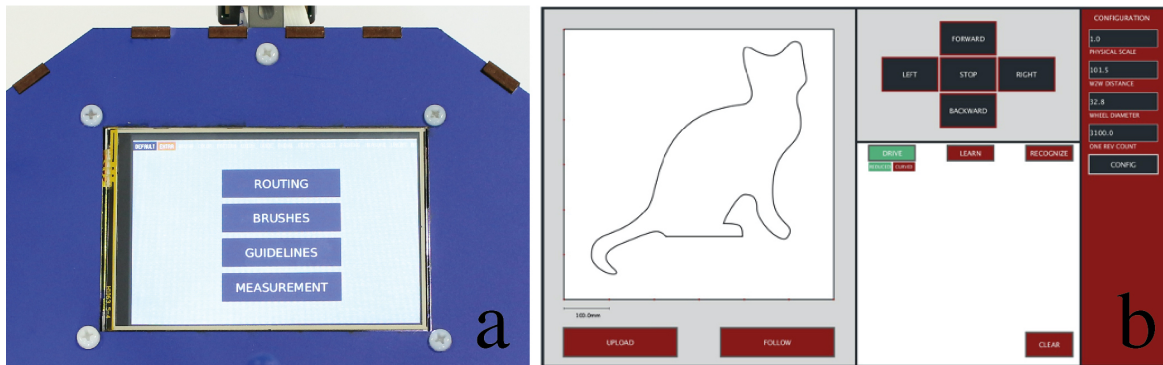 DEFAULT
ROUTING
BRUSHES
GUIDELINES
MEASUREMENT
a
100.0mm
UPLOAD
FOLLOW
FORWARD
LEFT
STOP
RIGHT
BACKWARD
DRIVE
LEARN
RECOGNIZE
CURVED
CLEAR
CONFIGURATION
1.0
PHYSICAL SCALE
101.5
W2W DISTANCE
32.8
WHEEL DIAMETER
3100.0
ONE REV COUNT
CONFIG
b